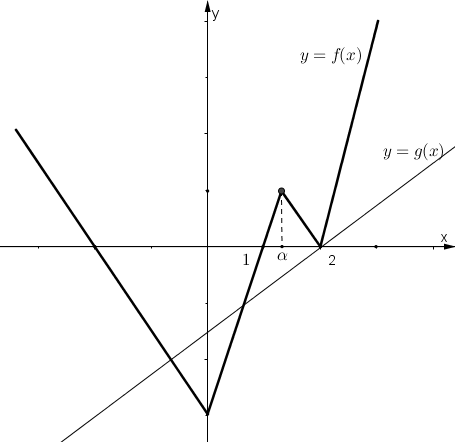 y
y = f(x)
y = g(x)
x
1
α
2